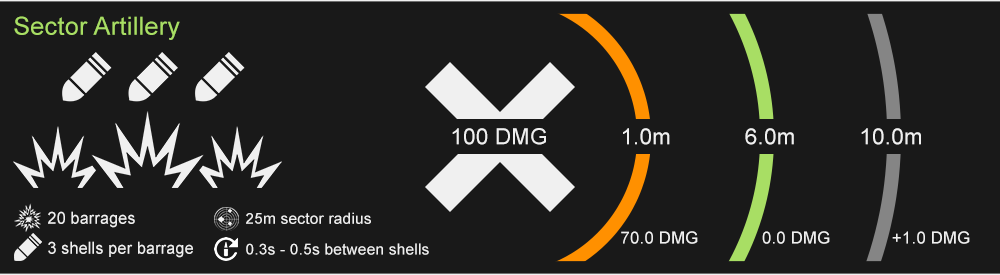 Sector Artillery
100 DMG
1.0m
6.0m
10.0m
20 barrages
25m sector radius
3 shells per barrage
0.3s - 0.5s between shells
70.0 DMG
0.0 DMG
+1.0 DMG